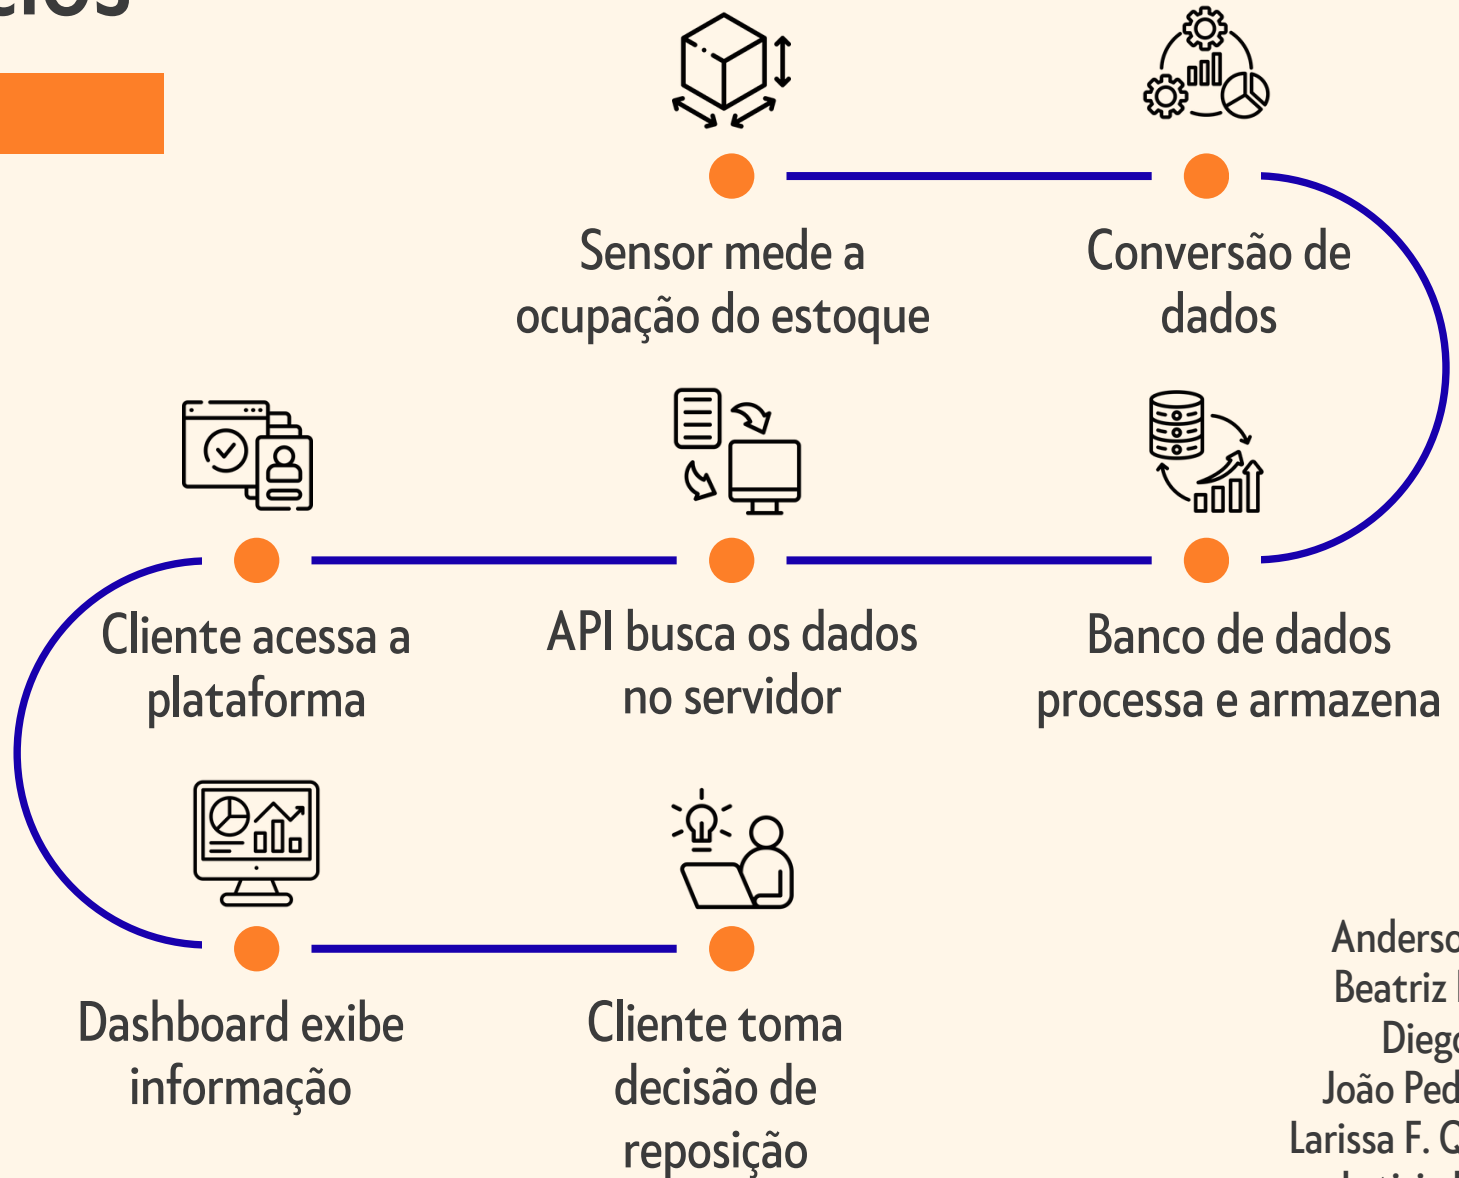 Sensor mede a
ocupação do estoque
Conversão de
dados
Banco de dados
processa e armazena
API busca os dados
no servidor
Cliente acessa a
plataforma
Dashboard exibe
informação
Cliente toma
decisão de
reposição
Beatriz
João
Larissa F.